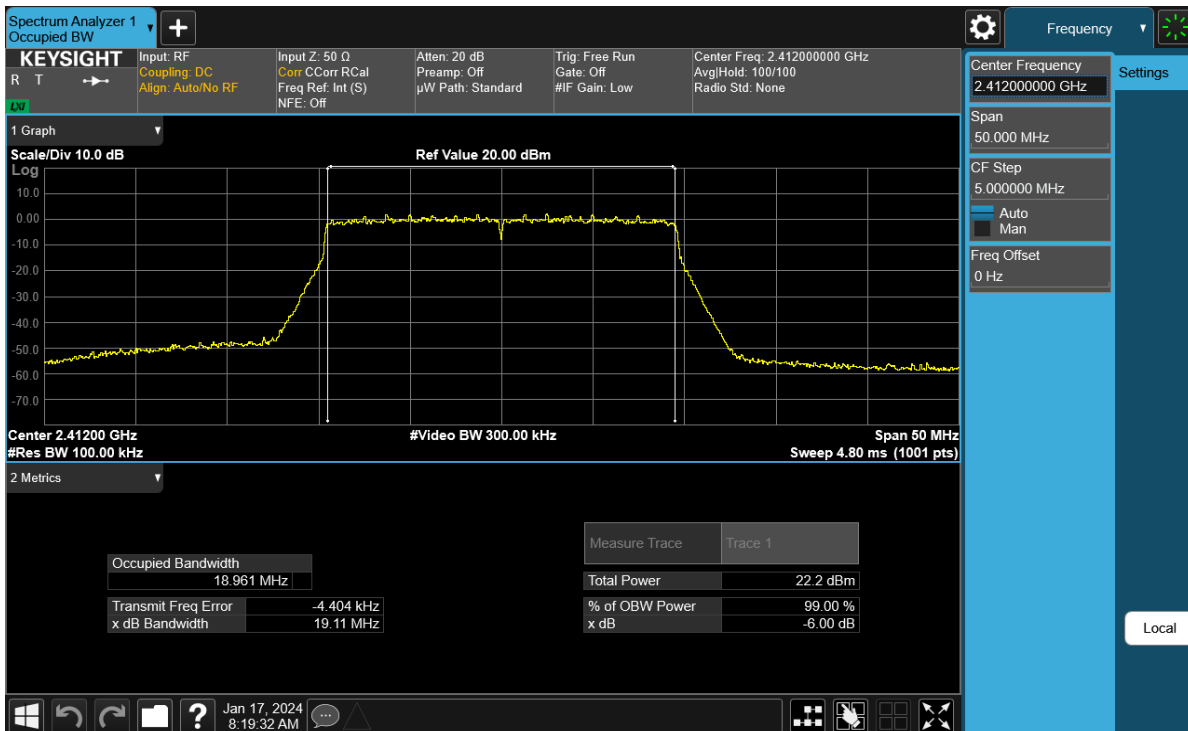 Spectrum Analyzer 1
Occupied BW
Frequency
KEYSIGHT
R T
LXI
Input: RF
Coupling: DC
Align: Auto/No RF
Input Z: 50 Ω
Corr CCorr RCal
Freq Ref: Int (S)
NFE: Off
Atten: 20 dB
Preamp: Off
µW Path: Standard
Trig: Free Run
Gate: Off
#IF Gain: Low
Center Freq: 2.412000000 GHz
Avg|Hold: 100/100
Radio Std: None
Center Frequency
2.412000000 GHz
Settings
Span
50.000 MHz
CF Step
5.000000 MHz
Auto
Man
Freq Offset
0 Hz
Local
1 Graph
Scale/Div 10.0 dB
Ref Value 20.00 dBm
Log
10.0
0.00
-10.0
-20.0
-30.0
-40.0
-50.0
-60.0
-70.0
Center 2.41200 GHz
#Video BW 300.00 kHz
Span 50 MHz
#Res BW 100.00 kHz
Sweep 4.80 ms (1001 pts)
2 Metrics
Measure Trace Trace 1
Occupied Bandwidth
18.961 MHz
Total Power 22.2 dBm
Transmit Freq Error -4.404 kHz
% of OBW Power 99.00 %
x dB Bandwidth 19.11 MHz
x dB -6.00 dB
?
Jan 17, 2024
8:19:32 AM